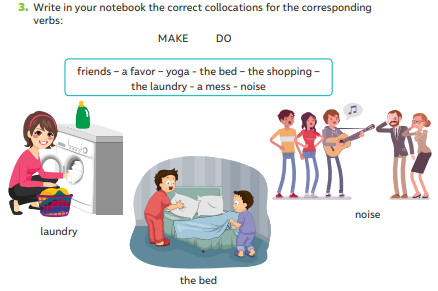 3. Write in your notebook the correct collocations for the corresponding
verbs:
MAKE DO
friends – a favor – yoga - the bed – the shopping –
the laundry - a mess - noise
noise
laundry
the bed